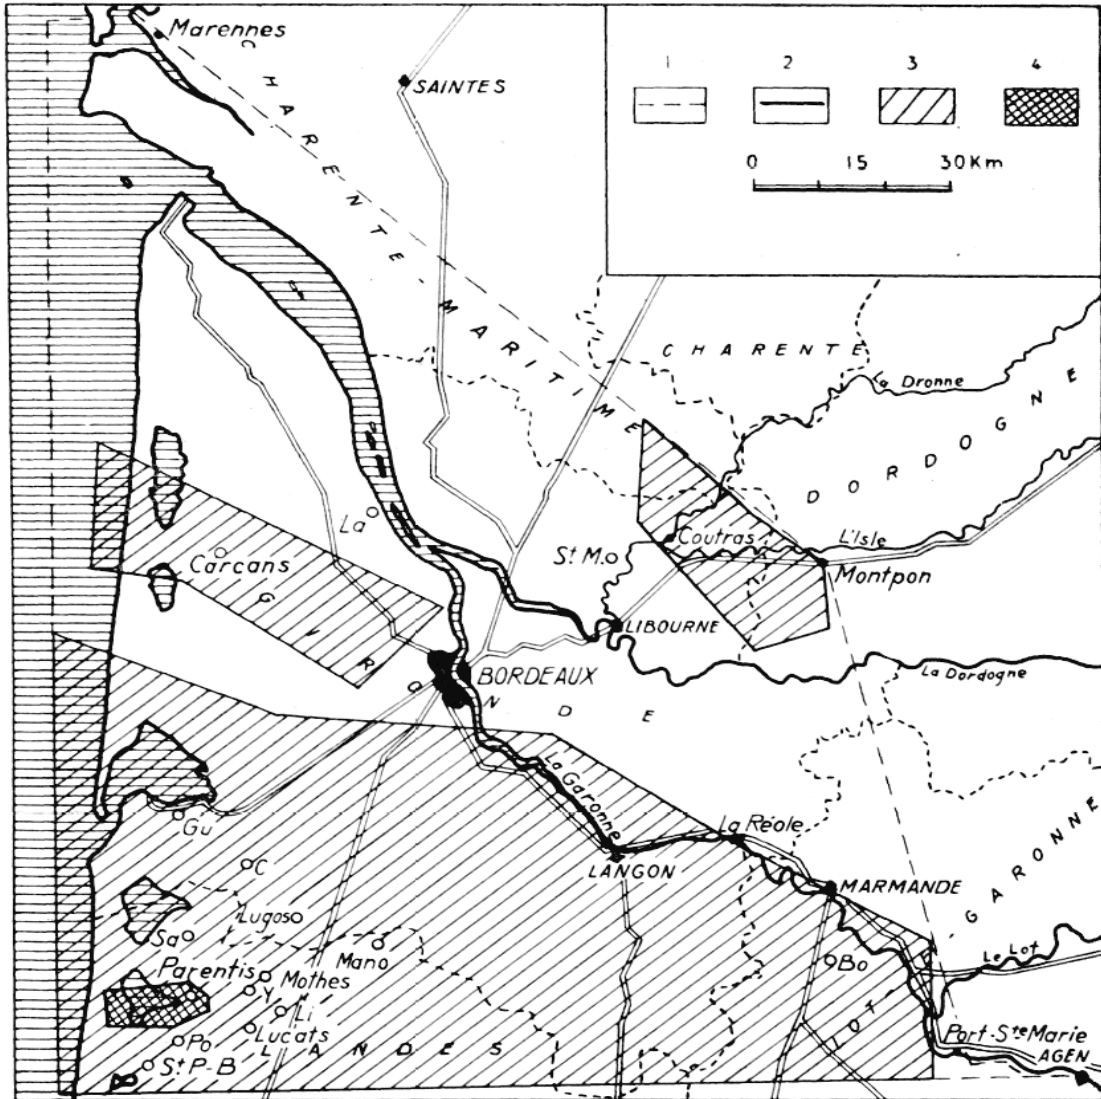 Marennes
SAINTES
1 2 3 4
0 15 30Km
CHARENTE-MARITIME
CHARENTE
La Dronne
DORDOGNE
La
Carcans
St M.
Coutras
L'Isle
Montpon
LIBOURNE
BORDEAUX
La Dordogne
GIRONDE
La Garonne
La Réole
Gu
LANGON
MARMANDE
C
LOT-GARONNE
Lugos
Sa
Mano
Bo
Le Lot
Parentis
Mothes
Y
Li
Lucats
Po
St P-B
LANDES
Port-Ste Marie
AGEN